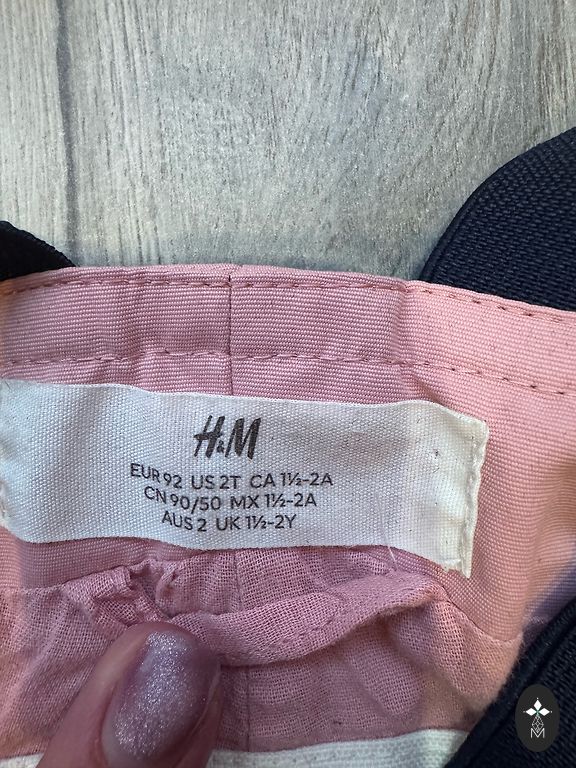 H&M
EUR 92 US 2T CA 1½-2A
CN 90/50 MX 1½-2A
AUS 2 UK 1½-2Y
M